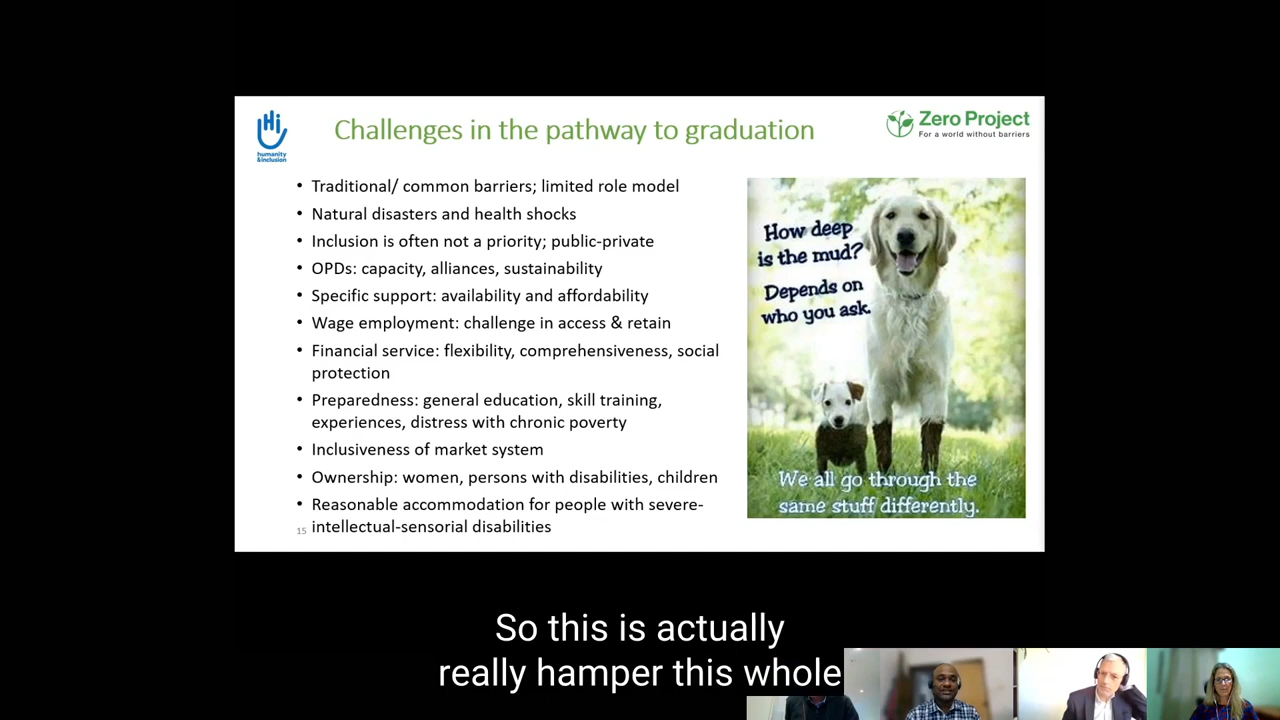 Hi
humanity
&inclusion
Challenges in the pathway to graduation
Zero Project
For a world without barriers
• Traditional/ common barriers; limited role model
• Natural disasters and health shocks
• Inclusion is often not a priority; public-private
• OPDs: capacity, alliances, sustainability
• Specific support: availability and affordability
• Wage employment: challenge in access & retain
• Financial service: flexibility, comprehensiveness, social
protection
• Preparedness: general education, skill training,
experiences, distress with chronic poverty
• Inclusiveness of market system
• Ownership: women, persons with disabilities, children
• Reasonable accommodation for people with severe-
intellectual-sensorial disabilities
15
How deep
is the mud?
Depends on
who you ask.
We all go through the
same stuff differently.
So this is actually
really hamper this whole